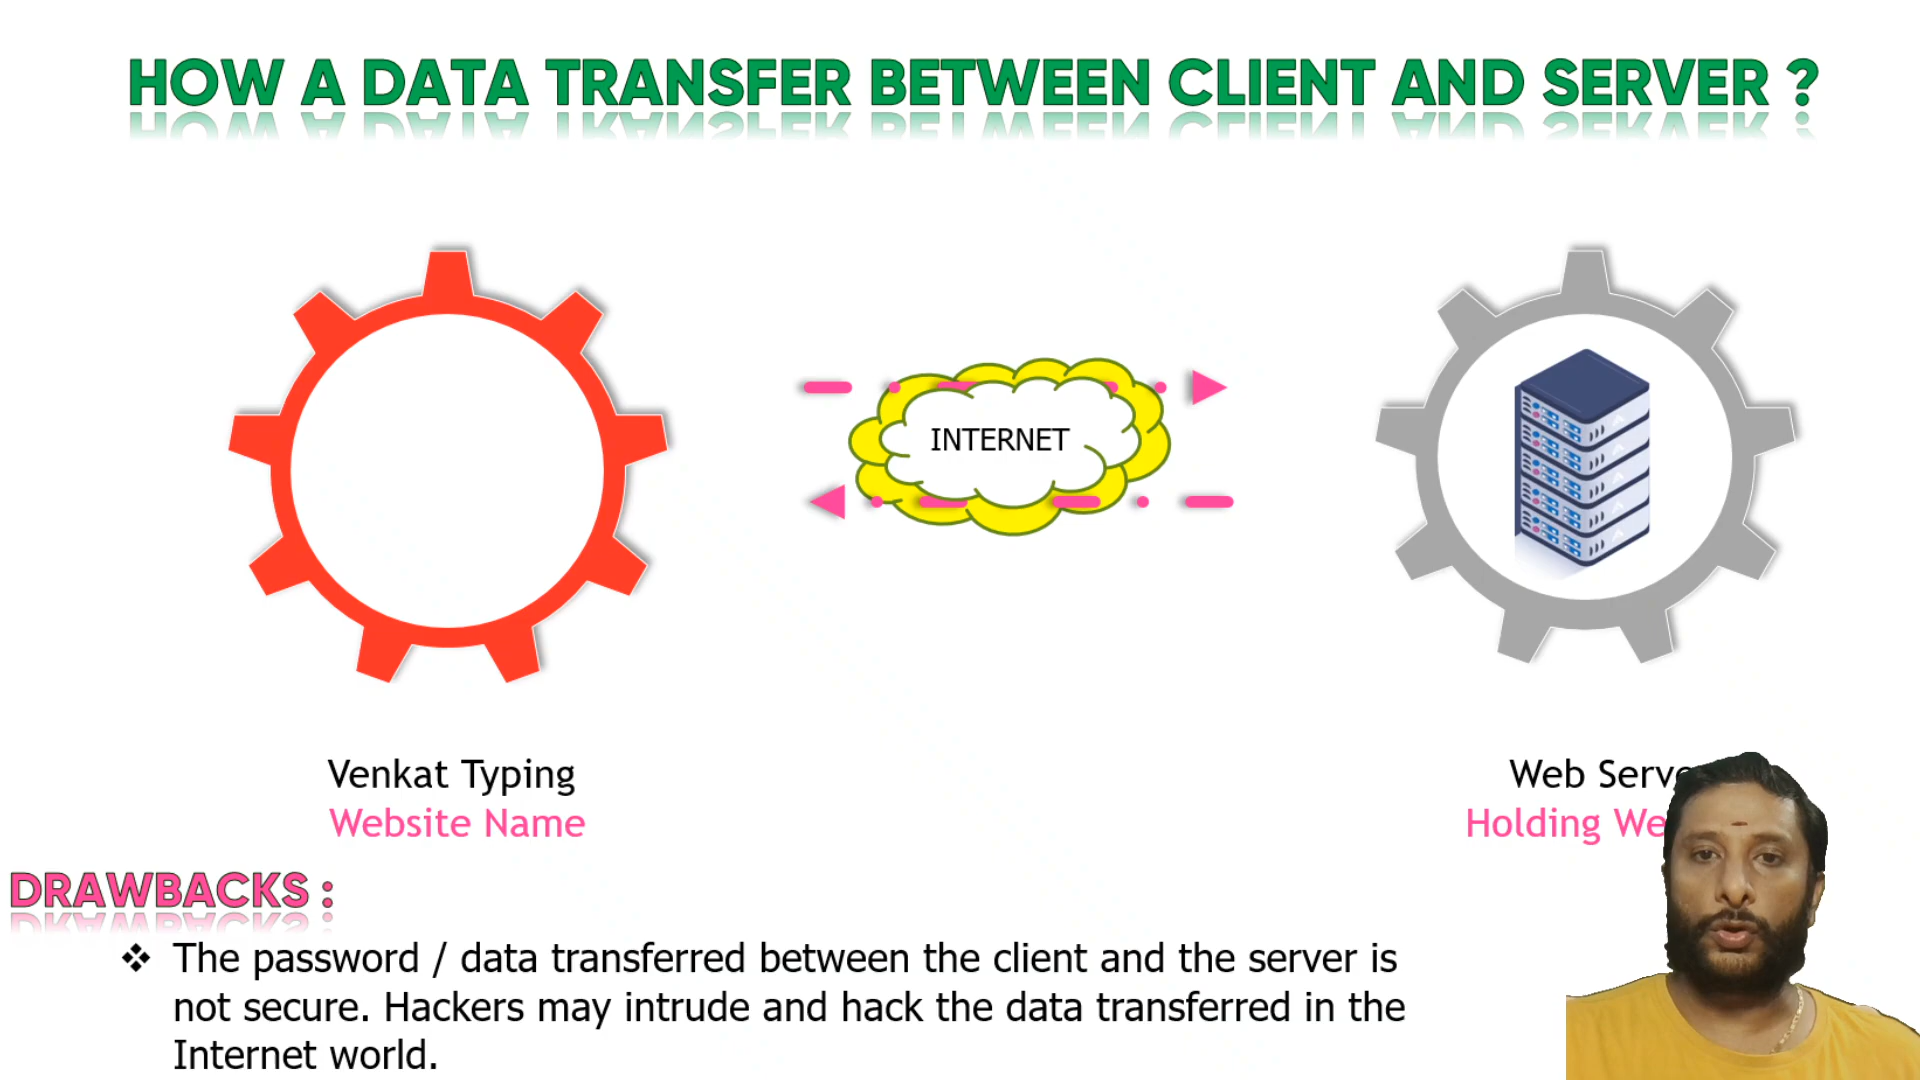 HOW A DATA TRANSFER BETWEEN CLIENT AND SERVER ?
INTERNET
Venkat Typing
Website Name
Web
Holding
DRAWBACKS :
❖ The password / data transferred between the client and the server is
not secure. Hackers may intrude and hack the data transferred in the
Internet world.